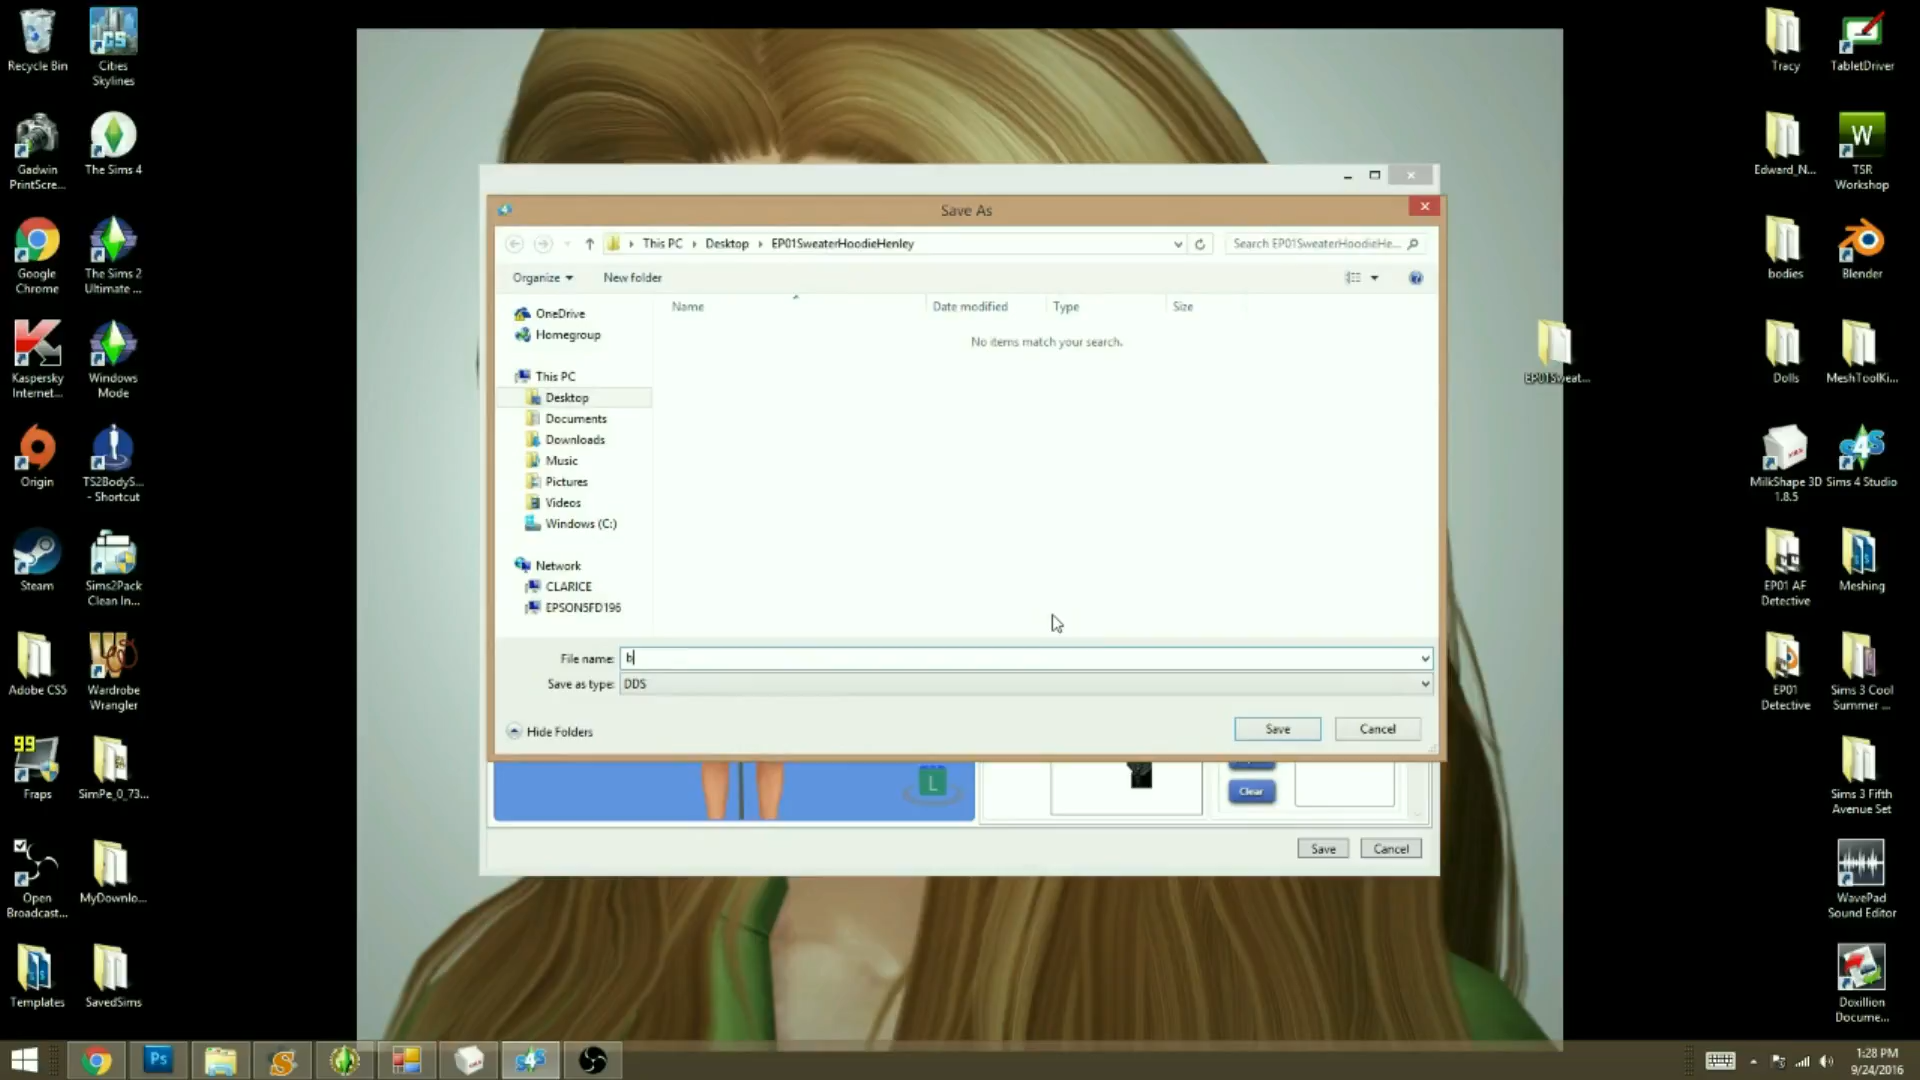 Recycle Bin
Cities
Skylines
Gadwin
PrintScre...
The Sims 4
Google
Chrome
The Sims 2
Ultimate ...
Kaspersky
Internet...
Windows
Mode
Origin
TS2BodyS...
- Shortcut
Steam
Sims2Pack
Clean In...
Adobe CS5
Wardrobe
Wrangler
99
Fraps
SimPe_0_73...
Open
Broadcast...
MyDownlo...
Templates
SavedSims
Save As
This PC
Desktop
EP01SweaterHoodieHenley
Search EP01SweaterHoodieHe...
Organize
New folder
Name
Date modified
Type
Size
No items match your search.
OneDrive
Homegroup
This PC
Desktop
Documents
Downloads
Music
Pictures
Videos
Windows (C:)
Network
CLARICE
EPSON5FD196
File name:
b
Save as type:
DDS
Hide Folders
Save
Cancel
L
Clear
Save
Cancel
EP01Sweat...
Tracy
TabletDriver
Edward_N...
W
TSR
Workshop
bodies
Blender
Dolls
MeshToolKi...
MilkShape 3D
1.8.5
Sims 4 Studio
EP01 AF
Detective
Meshing
EP01
Detective
Sims 3 Cool
Summer ...
Sims 3 Fifth
Avenue Set
WavePad
Sound Editor
Doxillion
Docume...
Ps
S4S
1:28 PM
9/24/2016